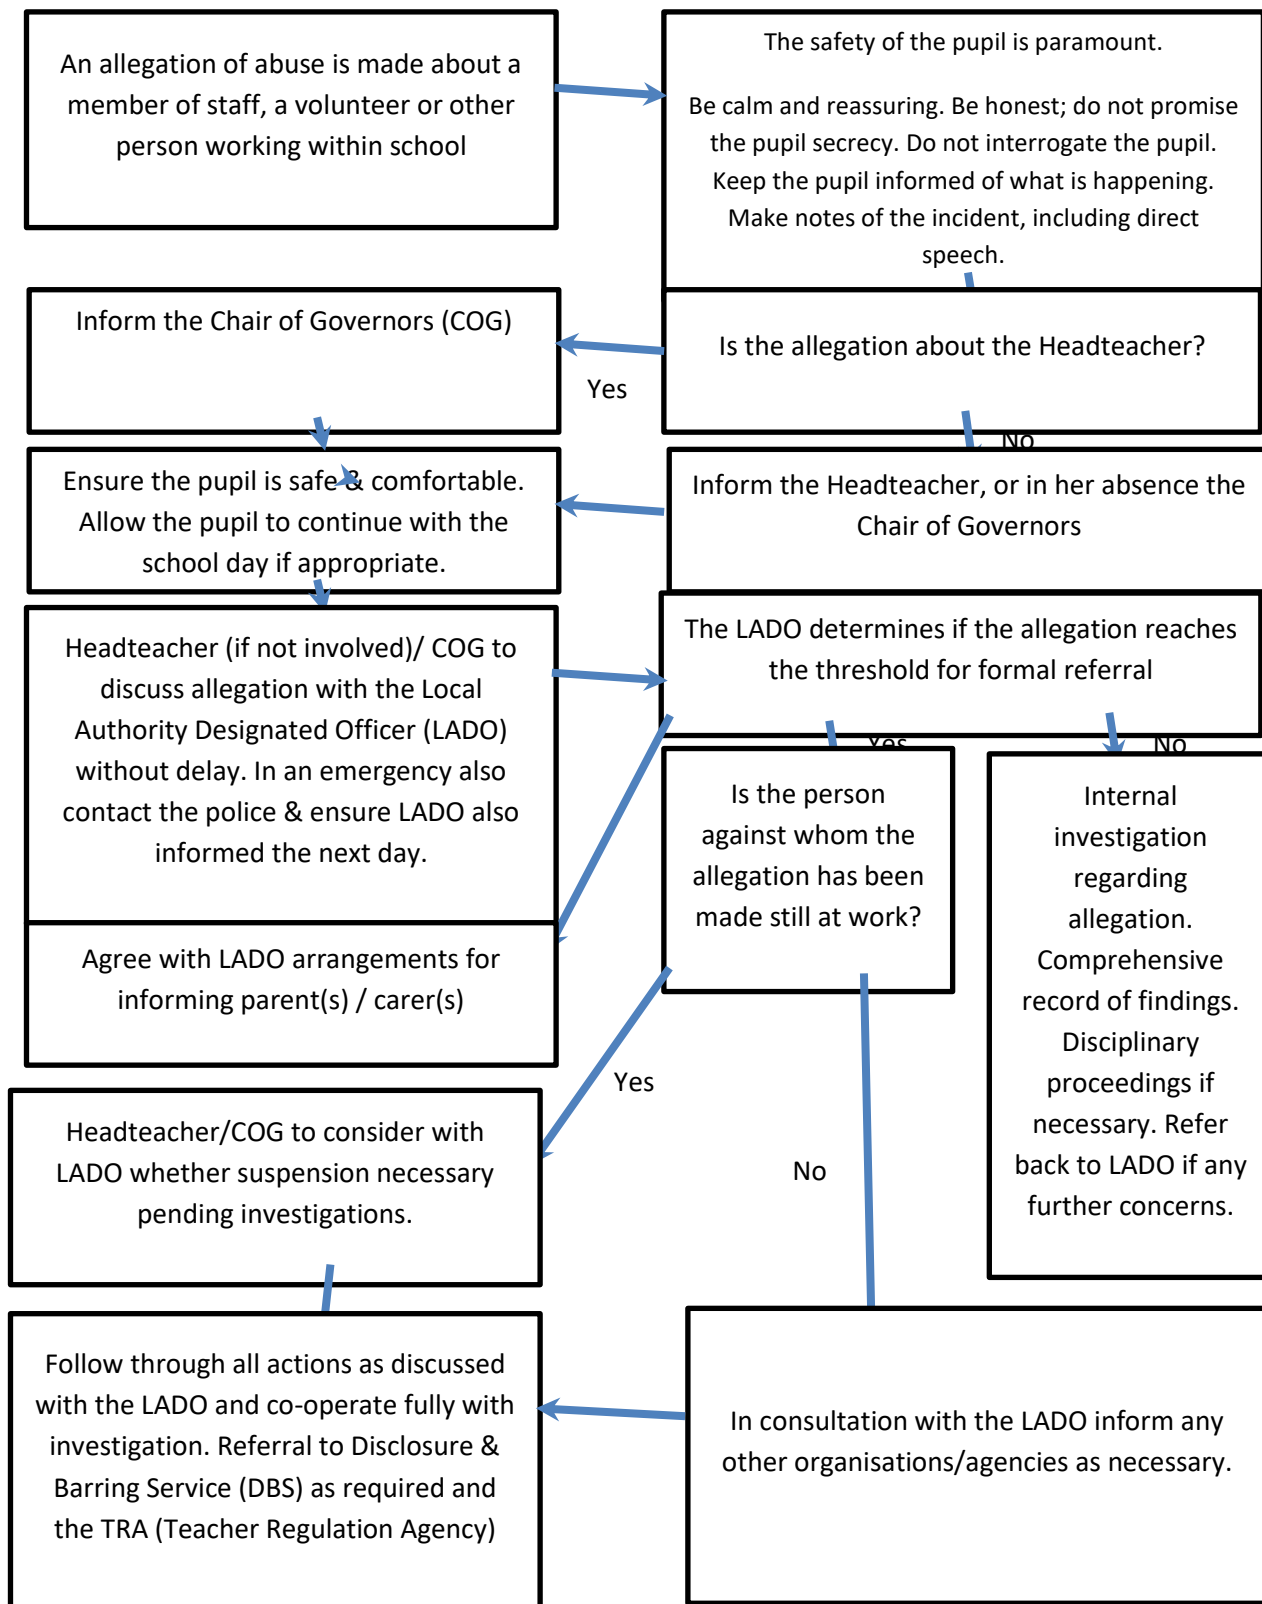 An allegation of abuse is made about a
member of staff, a volunteer or other
person working within school
The safety of the pupil is paramount.
Be calm and reassuring. Be honest; do not promise
the pupil secrecy. Do not interrogate the pupil.
Keep the pupil informed of what is happening.
Make notes of the incident, including direct
speech.
Inform the Chair of Governors (COG)
Is the allegation about the Headteacher?
Yes
No
Ensure the pupil is safe & comfortable.
Allow the pupil to continue with the
school day if appropriate.
Inform the Headteacher, or in her absence the
Chair of Governors
Headteacher (if not involved)/ COG to
discuss allegation with the Local
Authority Designated Officer (LADO)
without delay. In an emergency also
contact the police & ensure LADO also
informed the next day.
The LADO determines if the allegation reaches
the threshold for formal referral
Yes
No
Agree with LADO arrangements for
informing parent(s) / carer(s)
Is the person
against whom the
allegation has been
made still at work?
Internal
investigation
regarding
allegation.
Comprehensive
record of findings.
Disciplinary
proceedings if
necessary. Refer
back to LADO if any
further concerns.
Yes
No
Headteacher/COG to consider with
LADO whether suspension necessary
pending investigations.
Follow through all actions as discussed
with the LADO and co-operate fully with
investigation. Referral to Disclosure &
Barring Service (DBS) as required and
the TRA (Teacher Regulation Agency)
In consultation with the LADO inform any
other organisations/agencies as necessary.